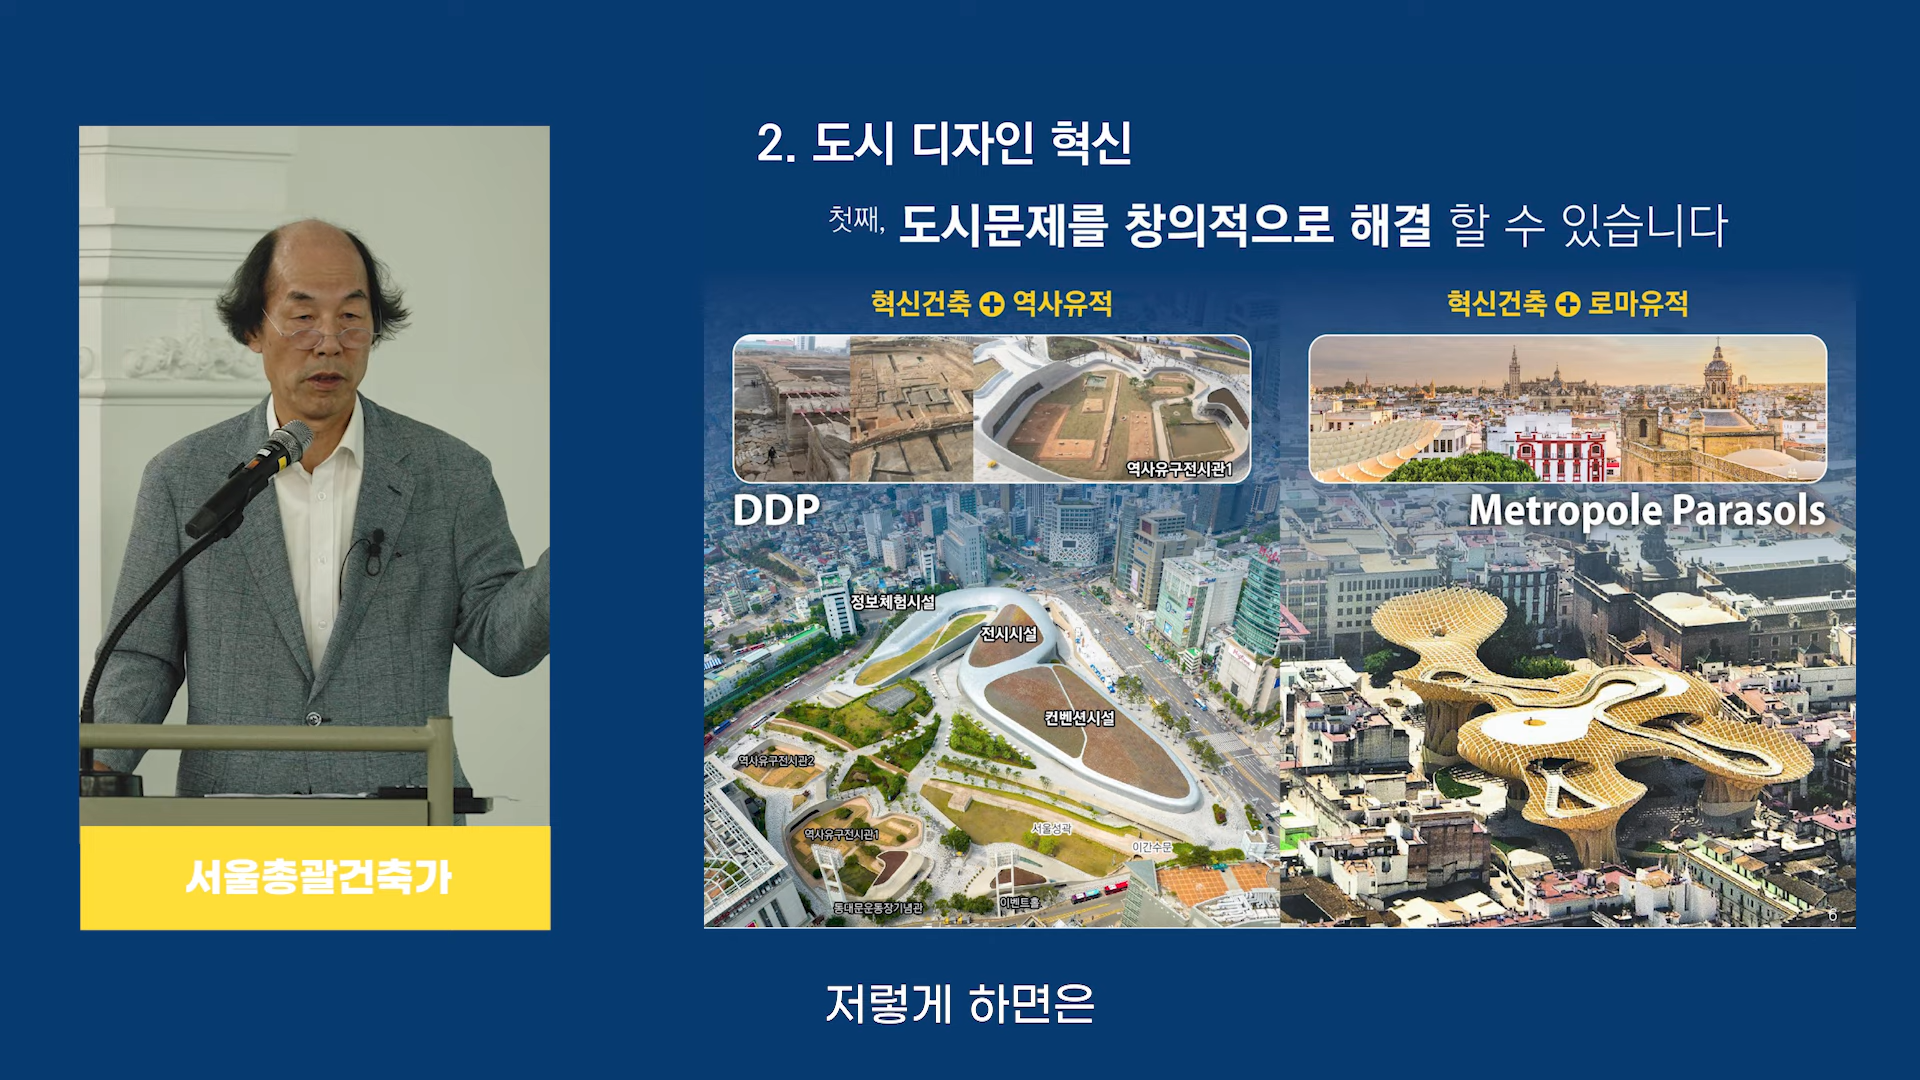 2. 도시 디자인 혁신
첫째, 도시문제를 창의적으로 해결 할 수 있습니다
혁신건축 + 역사유적
혁신건축 + 로마유적
역사유구전시관1
DDP
Metropole Parasols
정보체험시설
전시시설
컨벤션시설
역사유구전시관2
역사유구전시관1
서울성곽
이간수문
이벤트홀
동대문운동장기념관
6
서울총괄건축가
저렇게 하면은